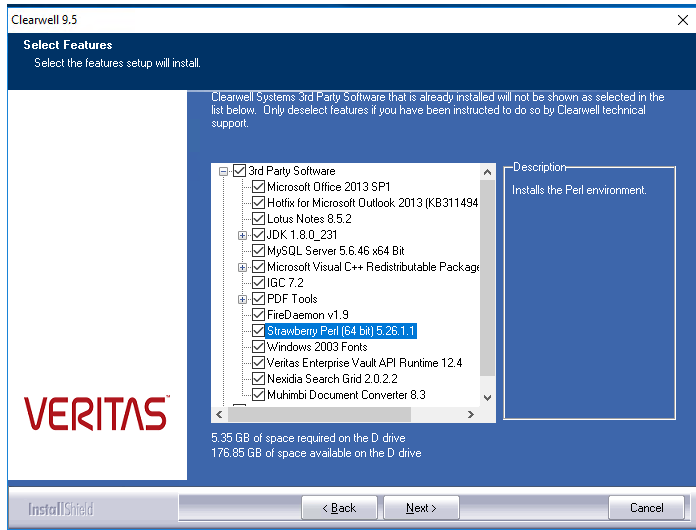 Clearwell 9.5
Select Features
Select the features setup will install.
Clearwell Systems 3rd Party Software that is already installed will not be shown as selected in the
list below. Only deselect features if you have been instructed to do so by Clearwell technical
support.
3rd Party Software
Microsoft Office 2013 SP1
Hotfix for Microsoft Outlook 2013 (KB311494
Lotus Notes 8.5.2
JDK 1.8.0_231
MySQL Server 5.6.46 x64 Bit
Microsoft Visual C++ Redistributable Package
IGC 7.2
PDF Tools
FireDaemon v1.9
Strawberry Perl (64 bit) 5.26.1.1
Windows 2003 Fonts
Veritas Enterprise Vault API Runtime 12.4
Nexidia Search Grid 2.0.2.2
Muhimbi Document Converter 8.3
Description
Installs the Perl environment.
VERITAS
5.35 GB of space required on the D drive
176.85 GB of space available on the D drive
InstallShield
< Back
Next >
Cancel